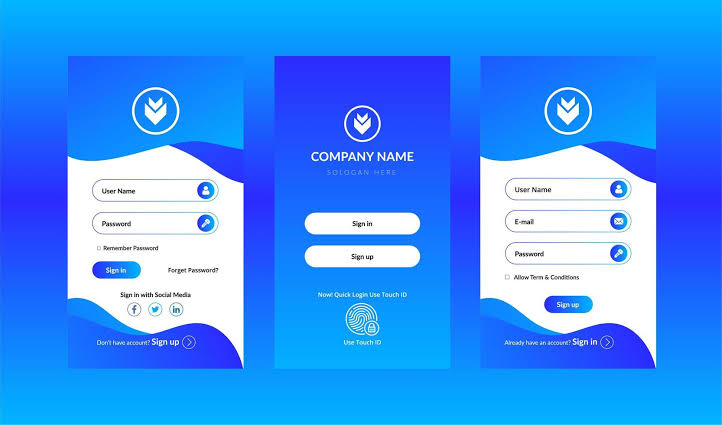 User Name
Password
Remember Password
Sign in
Forget Password?
Sign in with Social Media
f
in
Don't have account? Sign up
COMPANY NAME
SOLOGAN HERE
Sign in
Sign up
Now! Quick Login Use Touch ID
Use Touch ID
User Name
E-mail
Password
Allow Term & Conditions
Sign up
Already have an account? Sign in